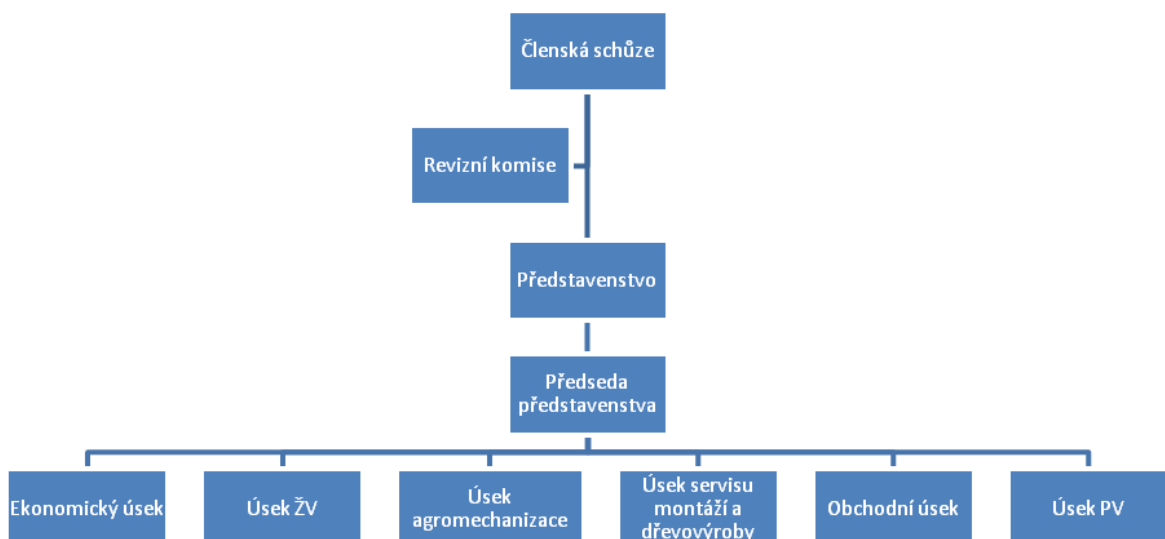 Členská schůze
Revizní komise
Představenstvo
Předseda
představenstva
Ekonomický úsek
Úsek ŽV
Úsek
agromechanizace
Úsek servisu
montáží a
dřevovýroby
Obchodní úsek
Úsek PV